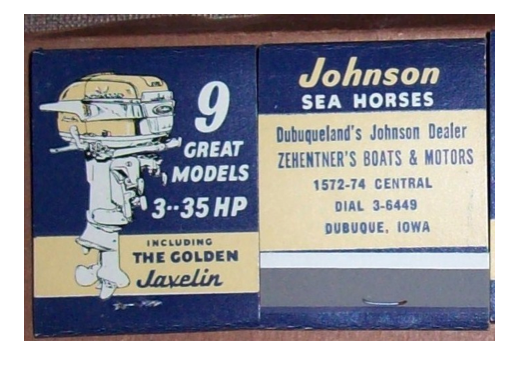 9
GREAT
MODELS
3--35 HP
INCLUDING
THE GOLDEN
Javelin
Johnson
SEA HORSES
Dubuqueland's Johnson Dealer
ZEHENTNER'S BOATS & MOTORS
1572-74 CENTRAL
DIAL 3-6449
DUBUQUE, IOWA